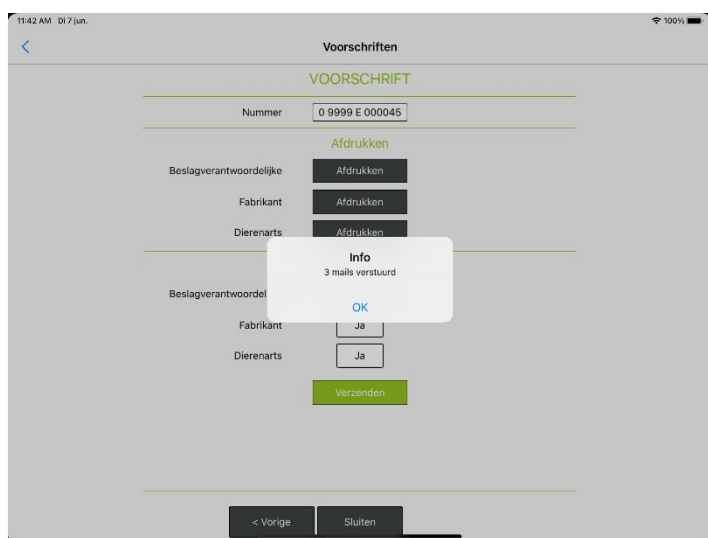 11:42 AM Di 7 jun.
100%
Voorschriften
VOORSCHRIFT
Nummer 0 9999 E 000045
Afdrukken
Beslagverantwoordelijke Afdrukken
Fabrikant Afdrukken
Dierenarts Afdrukken
Info
3 mails verstuurd
Beslagverantwoordel
OK
Fabrikant Ja
Dierenarts Ja
Verzenden
< Vorige Sluiten